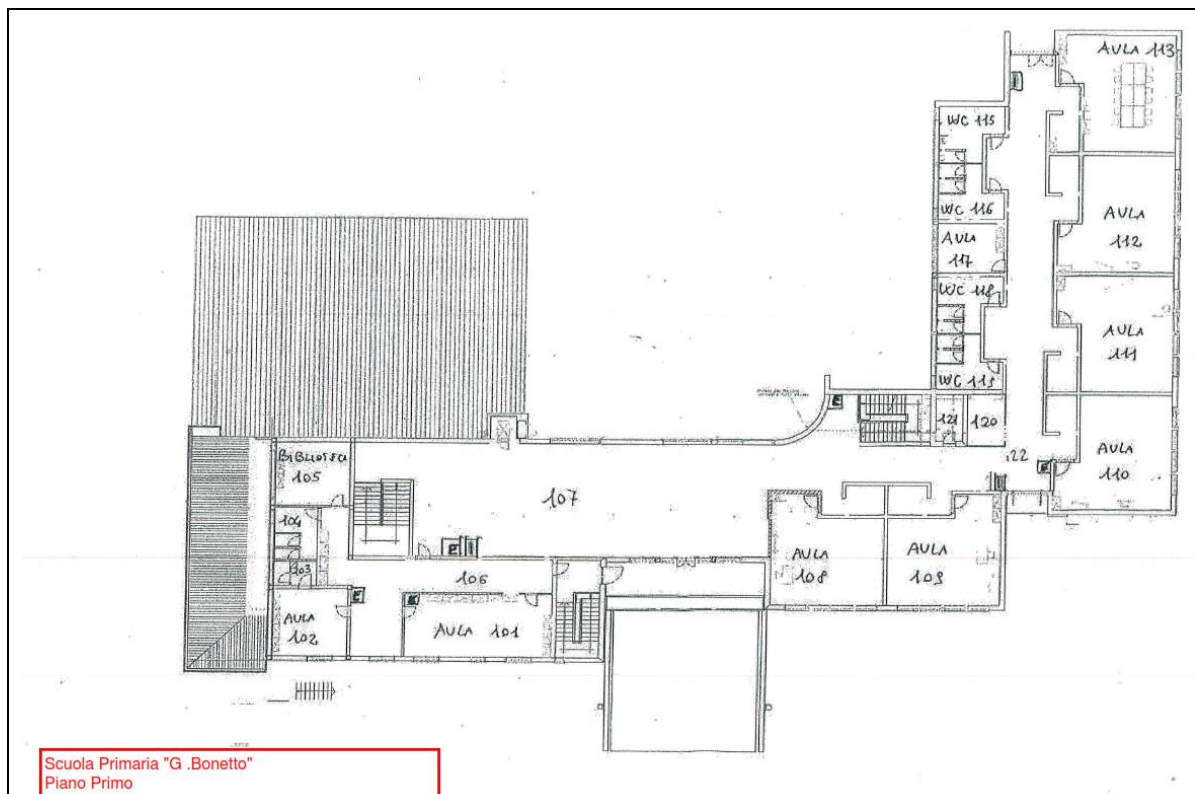 AULA 113
WC 115
WC 116
AULA
112
AULA
117
WC 118
AULA
111
WC 119
121
120
122
AULA
110
BIBLIOTECA
105
107
104
103
106
AULA
108
AULA
109
AULA
102
AULA 101
Scuola Primaria "G .Bonetto"
Piano Primo